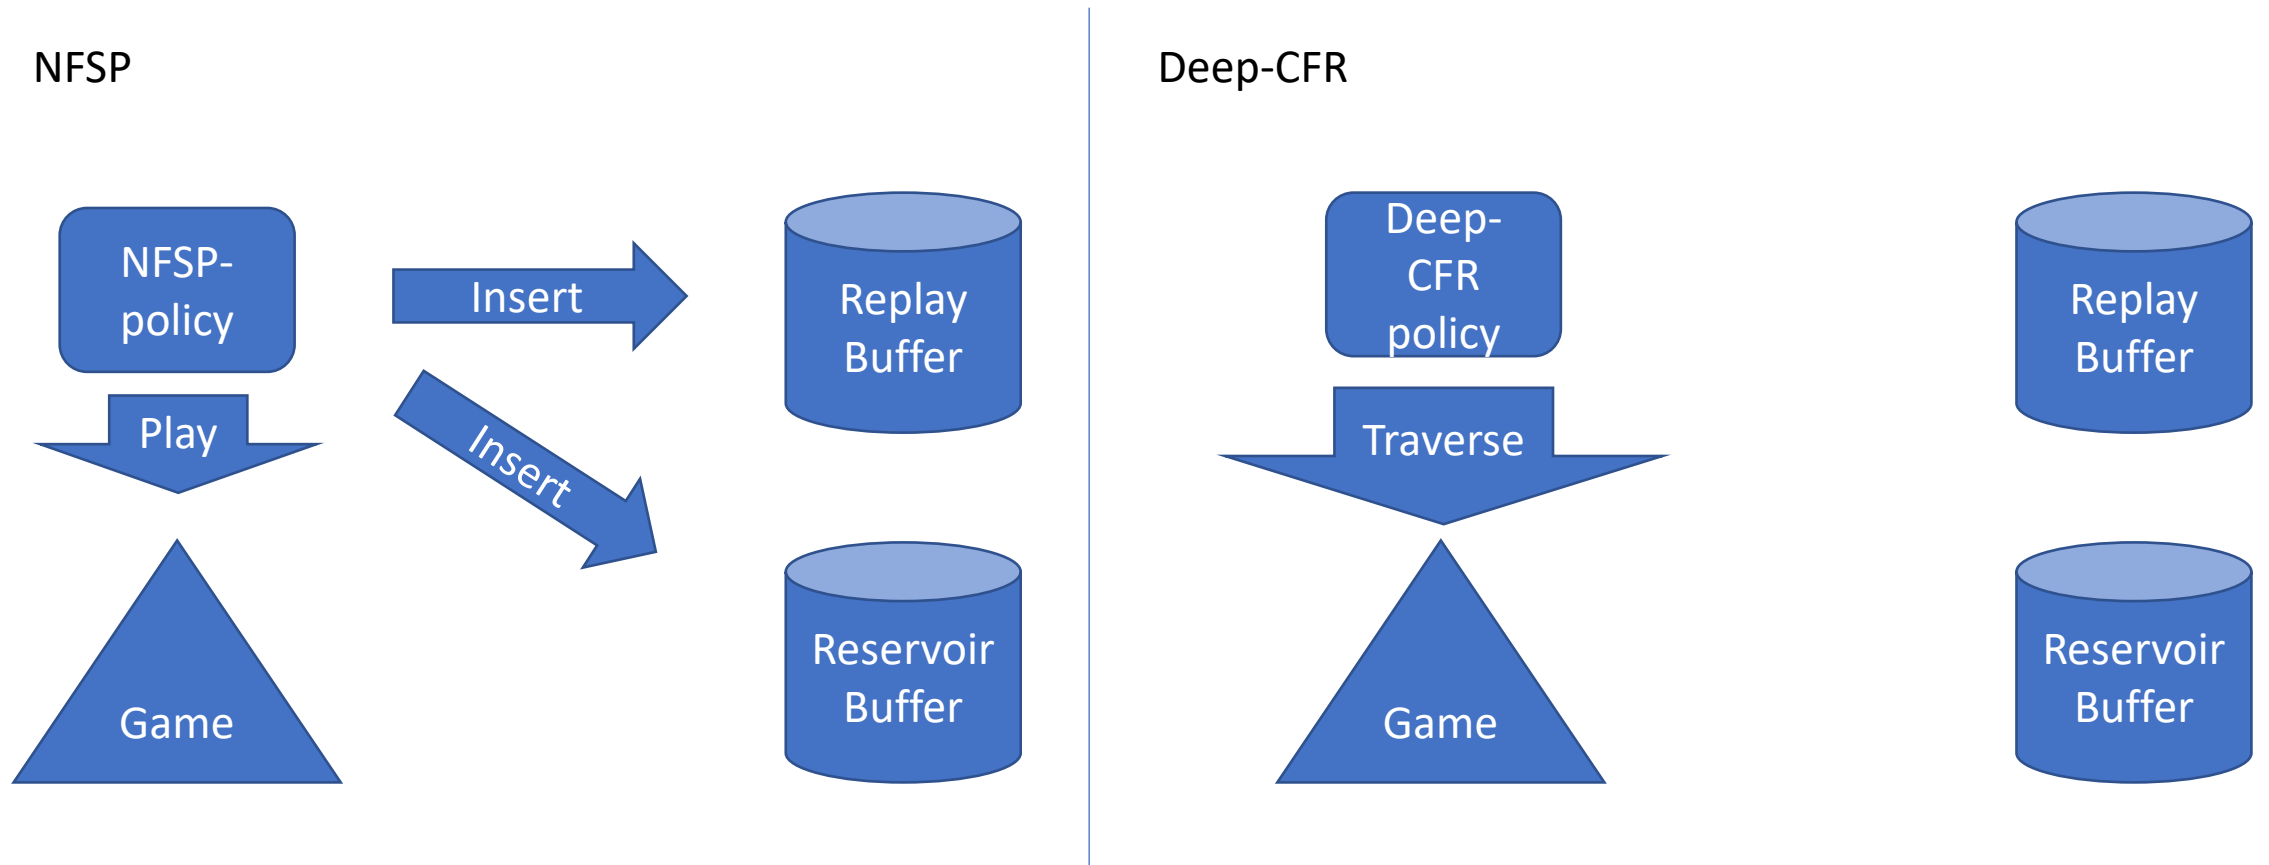 NFSP
NFSP-
policy
Insert
Replay
Buffer
Play
Insert
Game
Reservoir
Buffer
Deep-CFR
Deep-
CFR
policy
Replay
Buffer
Traverse
Game
Reservoir
Buffer